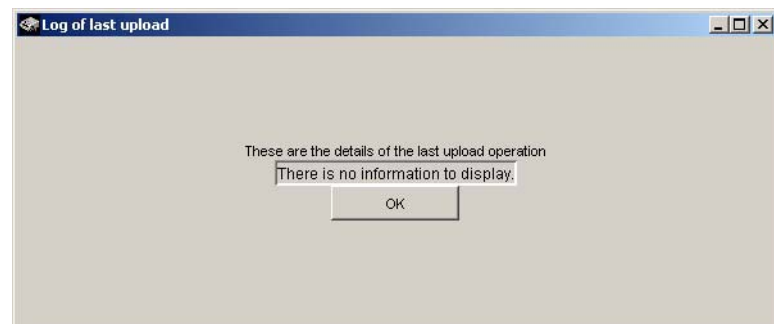 Log of last upload
These are the details of the last upload operation
There is no information to display.
OK